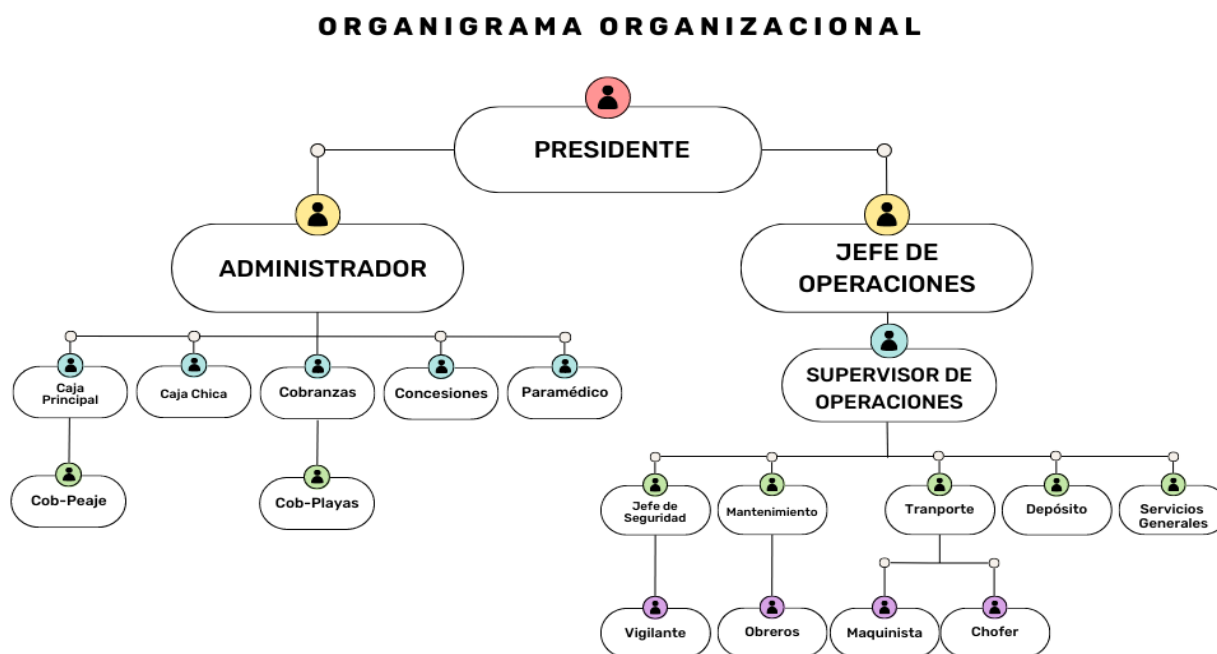 ORGANIGRAMA ORGANIZACIONAL
PRESIDENTE
ADMINISTRADOR
JEFE DE
OPERACIONES
Caja
Principal
Caja Chica
Cobranzas
Concesiones
Paramédico
SUPERVISOR DE
OPERACIONES
Cob-Peaje
Cob-Playas
Jefe de
Seguridad
Mantenimiento
Tranporte
Depósito
Servicios
Generales
Vigilante
Obreros
Maquinista
Chofer